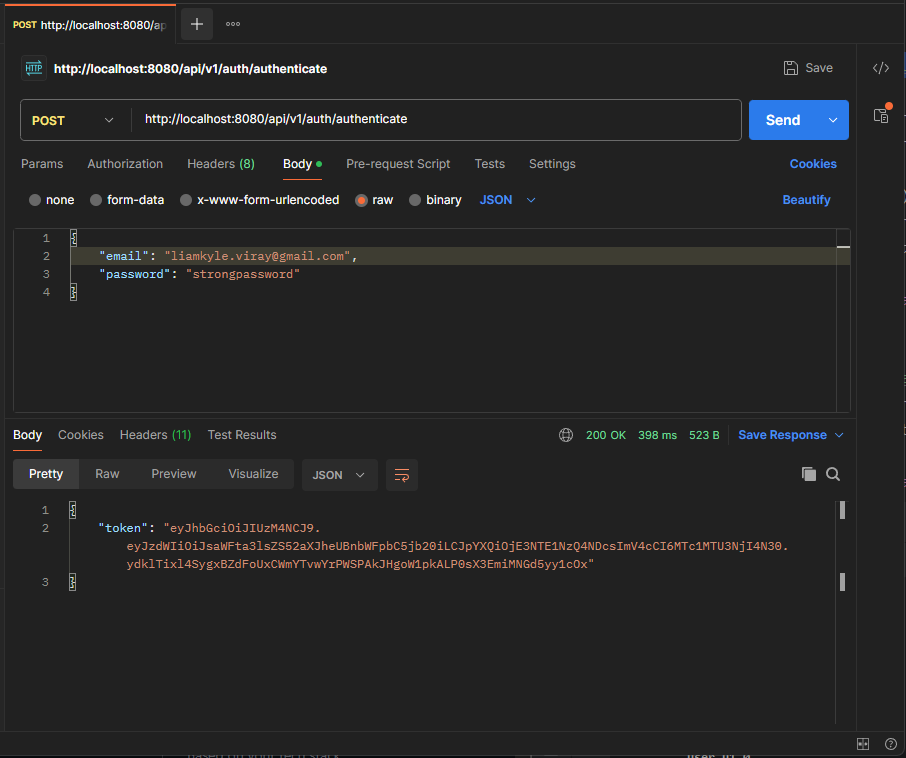 POST http://localhost:8080/ap
HTTP http://localhost:8080/api/v1/auth/authenticate
Save
POST
http://localhost:8080/api/v1/auth/authenticate
Send
Params Authorization Headers (8) Body Pre-request Script Tests Settings Cookies
none form-data x-www-form-urlencoded raw binary JSON Beautify
1 {
2 "email": "liamkyle.viray@gmail.com",
3 "password": "strongpassword"
4 }
Body Cookies Headers (11) Test Results 200 OK 398 ms 523 B Save Response
Pretty Raw Preview Visualize JSON
1 {
2 "token": "eyJhbGciOiJIUzM4NCJ9.
eyJzdWIiOiJsaWFta3lsZS52aXJheUBnbWFpbC5jb20iLCJpYXQiOjE3NTE1NzQ4NDcsImV4cCI6MTc1MTU3NjI4N30.
ydklTixl4SygxBZdFoUxCWmYTvwYrPWSPAkJHgoW1pkALP0sX3EmiMNGd5yy1cOx"
3 }